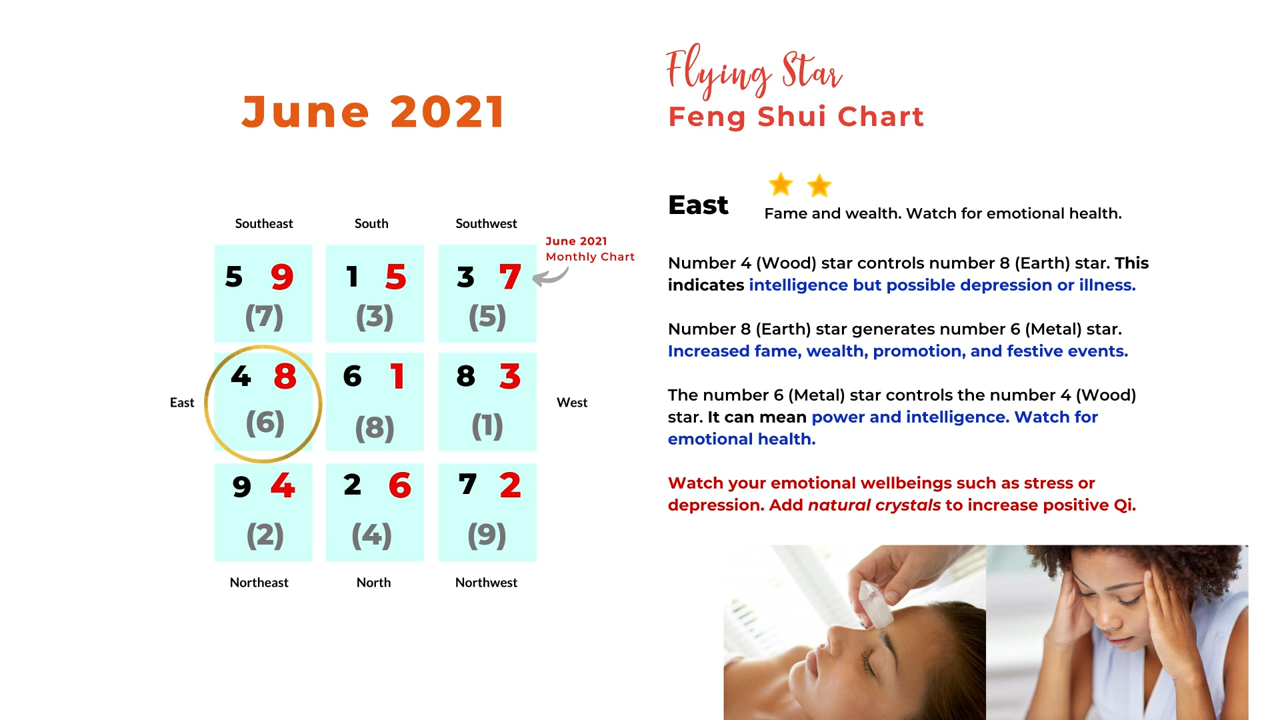 June 2021
Southeast South Southwest
June 2021
Monthly Chart
5 9 1 5 3 7
(7) (3) (5)
4 8 6 1 8 3
East West
(6) (8) (1)
9 4 2 6 7 2
(2) (4) (9)
Northeast North Northwest
Flying Star
Feng Shui Chart
East
Fame and wealth. Watch for emotional health.
Number 4 (Wood) star controls number 8 (Earth) star. This
indicates intelligence but possible depression or illness.
Number 8 (Earth) star generates number 6 (Metal) star.
Increased fame, wealth, promotion, and festive events.
The number 6 (Metal) star controls the number 4 (Wood)
star. It can mean power and intelligence. Watch for
emotional health.
Watch your emotional wellbeings such as stress or
depression. Add natural crystals to increase positive Qi.